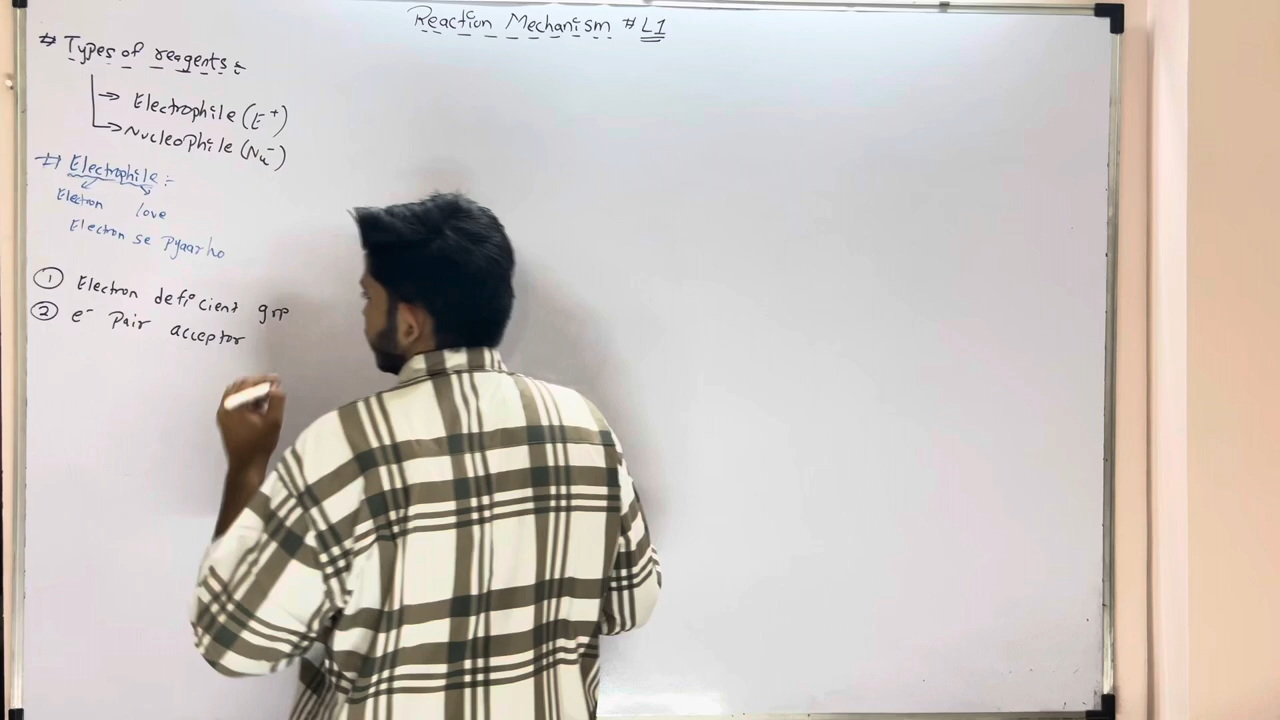 Reaction Mechanism # L1
# Types of reagents :-
→ Electrophile (E⁺)
→ Nucleophile (Nu⁻)
# Electrophile :-
Electron love
Electron se Pyaar ho
① Electron deficient grp
② e⁻ Pair acceptor